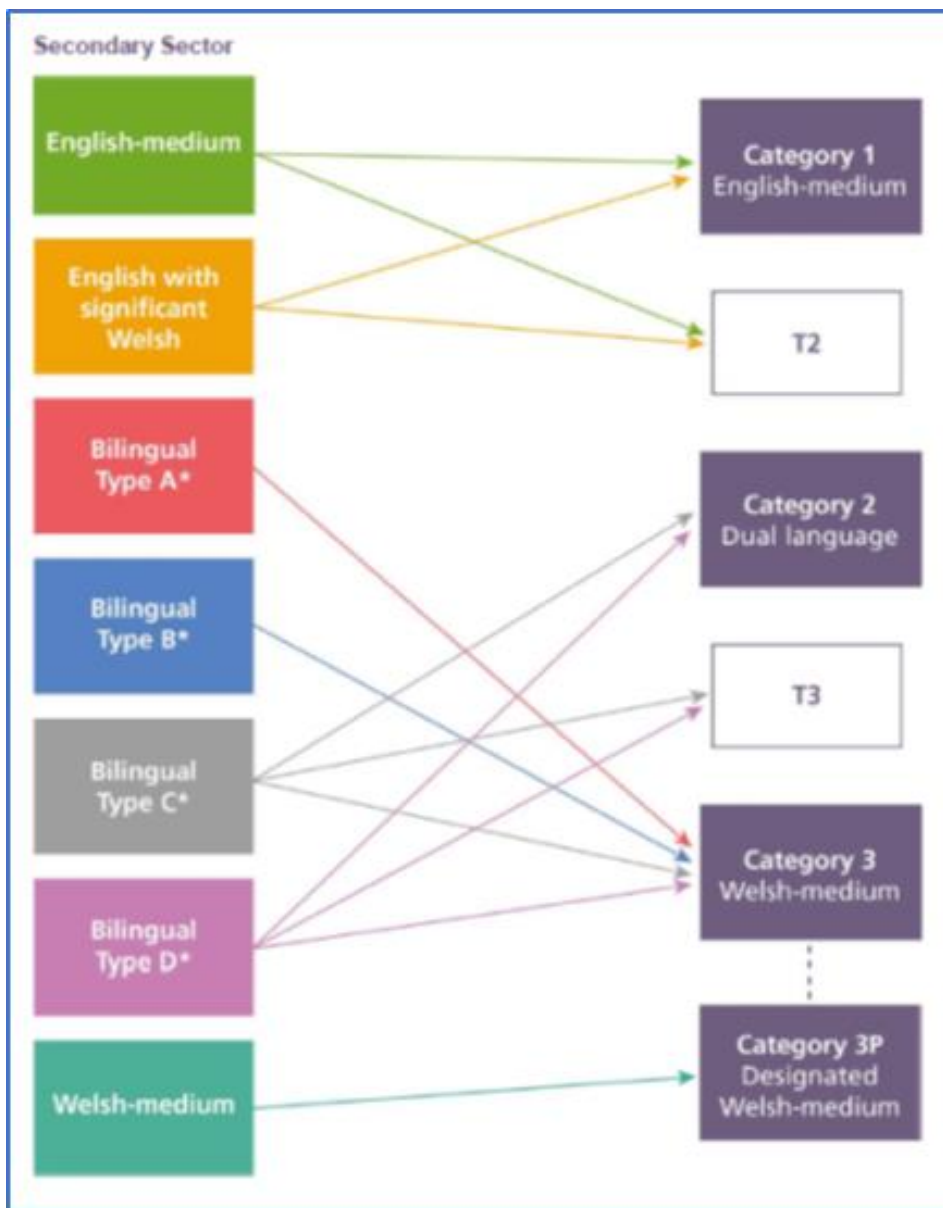 Secondary Sector
English-medium
English with
significant
Welsh
Bilingual
Type A*
Bilingual
Type B*
Bilingual
Type C*
Bilingual
Type D*
Welsh-medium
Category 1
English-medium
T2
Category 2
Dual language
T3
Category 3
Welsh-medium
Category 3P
Designated
Welsh-medium